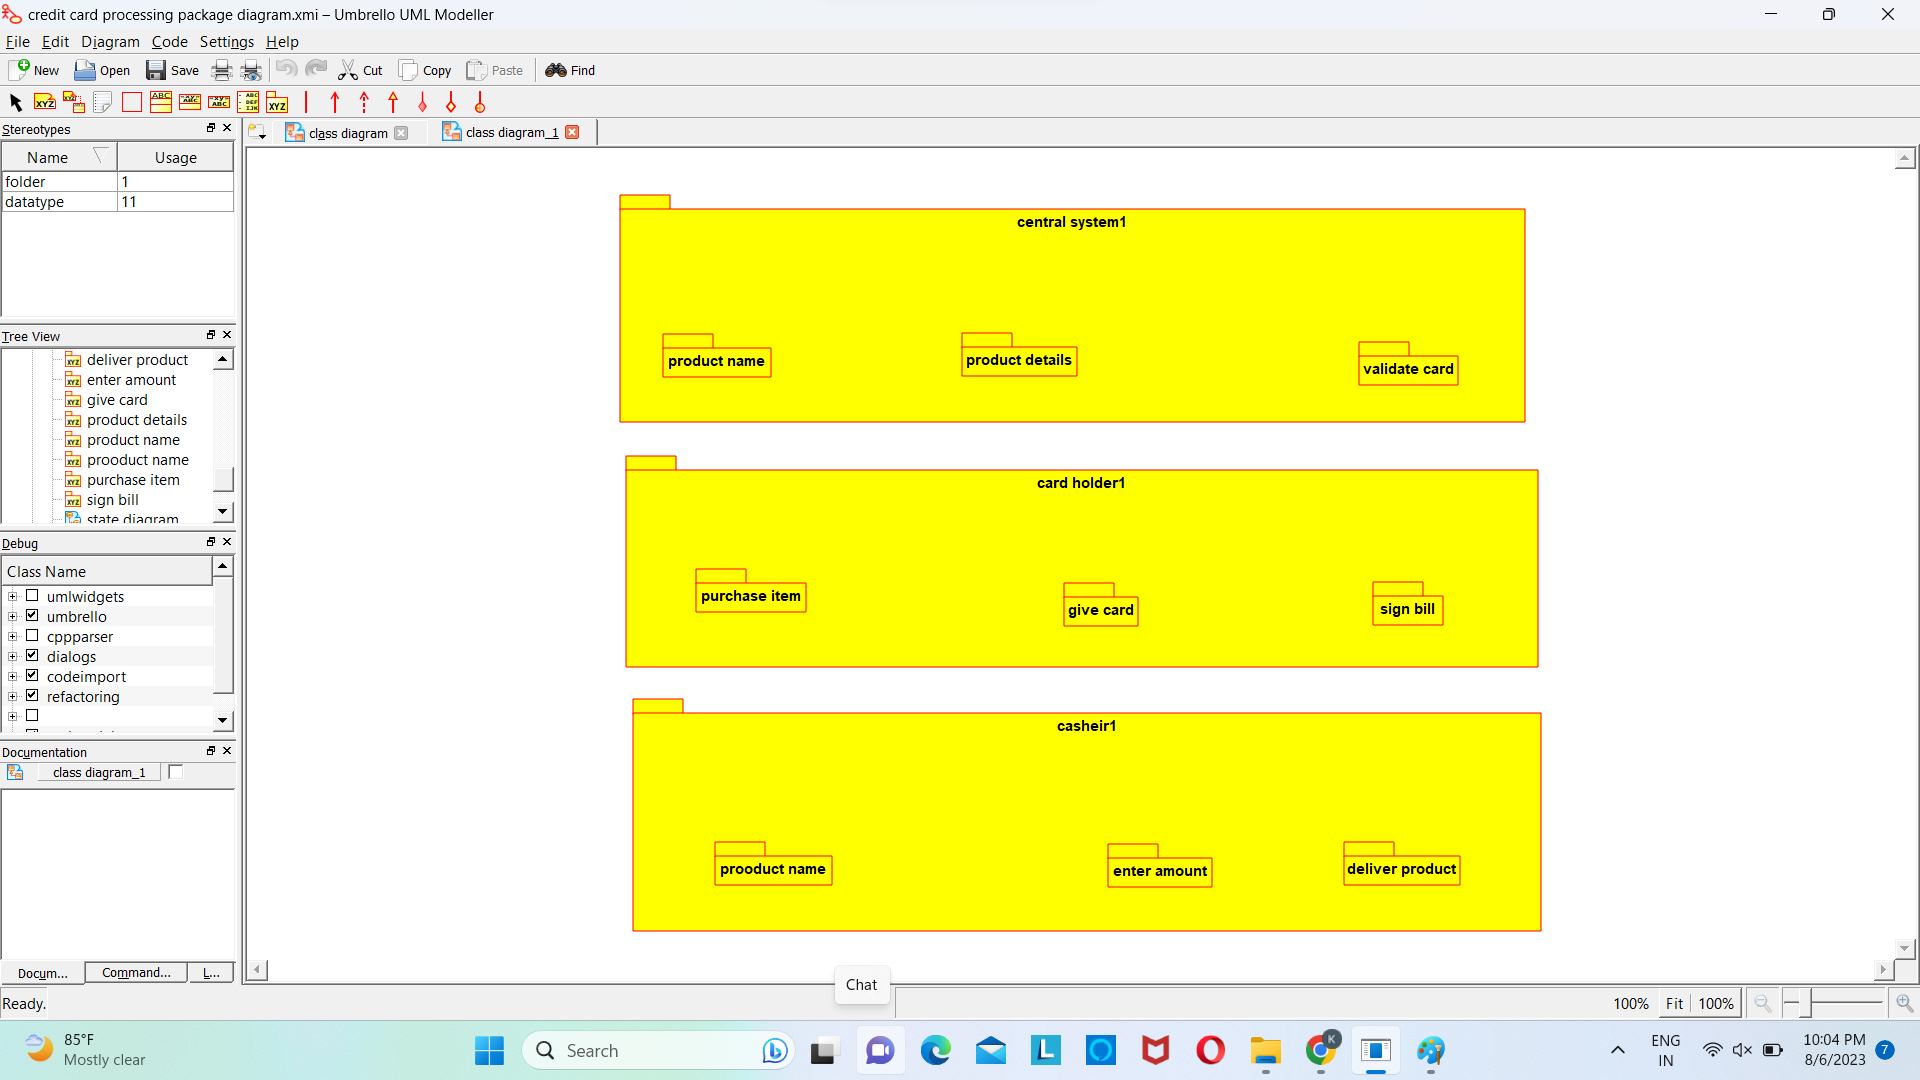 credit card processing package diagram.xmi – Umbrello UML Modeller
File Edit Diagram Code Settings Help
New Open Save Cut Copy Paste Find
Stereotypes
class diagram class diagram_1
Name Usage
folder 1
datatype 11
Tree View
deliver product
enter amount
give card
product details
product name
prooduct name
purchase item
sign bill
state diagram
Debug
Class Name
umlwidgets
umbrello
cppparser
dialogs
codeimport
refactoring
Documentation
class diagram_1
Docum... Command... L...
central system1
product name product details validate card
card holder1
purchase item give card sign bill
casheir1
prooduct name enter amount deliver product
Chat
Ready.
100% Fit 100%
85°F
Mostly clear
Search
ENG
IN
10:04 PM
8/6/2023
7